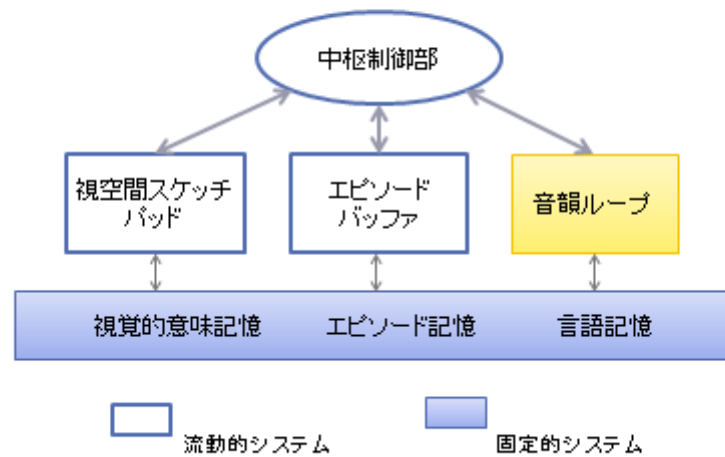 中枢制御部
視空間スケッチ
パッド
エピソード
バッファ
音韻ループ
視覚的意味記憶
エピソード記憶
言語記憶
流動的システム
固定的システム